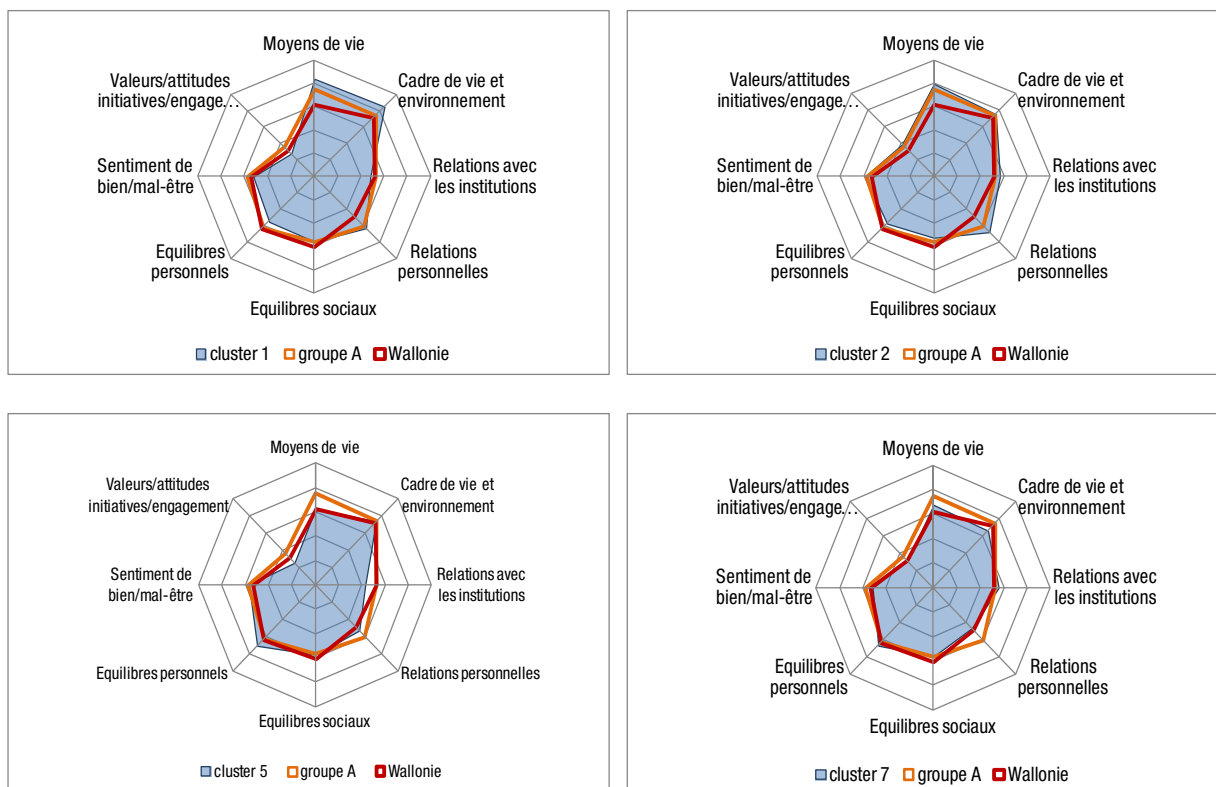 Moyens de vie
Valeurs/attitudes
initiatives/engage…
Cadre de vie et
environnement
Sentiment de
bien/mal-être
Relations avec
les institutions
Equilibres
personnels
Relations
personnelles
Equilibres sociaux
cluster 1 groupe A Wallonie
Moyens de vie
Valeurs/attitudes
initiatives/engage…
Cadre de vie et
environnement
Sentiment de
bien/mal-être
Relations avec
les institutions
Equilibres
personnels
Relations
personnelles
Equilibres sociaux
cluster 2 groupe A Wallonie
Moyens de vie
Valeurs/attitudes
initiatives/engagement
Cadre de vie et
environnement
Sentiment de
bien/mal-être
Relations avec
les institutions
Equilibres personnels
Relations personnelles
Equilibres sociaux
cluster 5 groupe A Wallonie
Moyens de vie
Valeurs/attitudes
initiatives/engage…
Cadre de vie et
environnement
Sentiment de
bien/mal-être
Relations avec
les institutions
Equilibres
personnels
Relations
personnelles
Equilibres sociaux
cluster 7 groupe A Wallonie